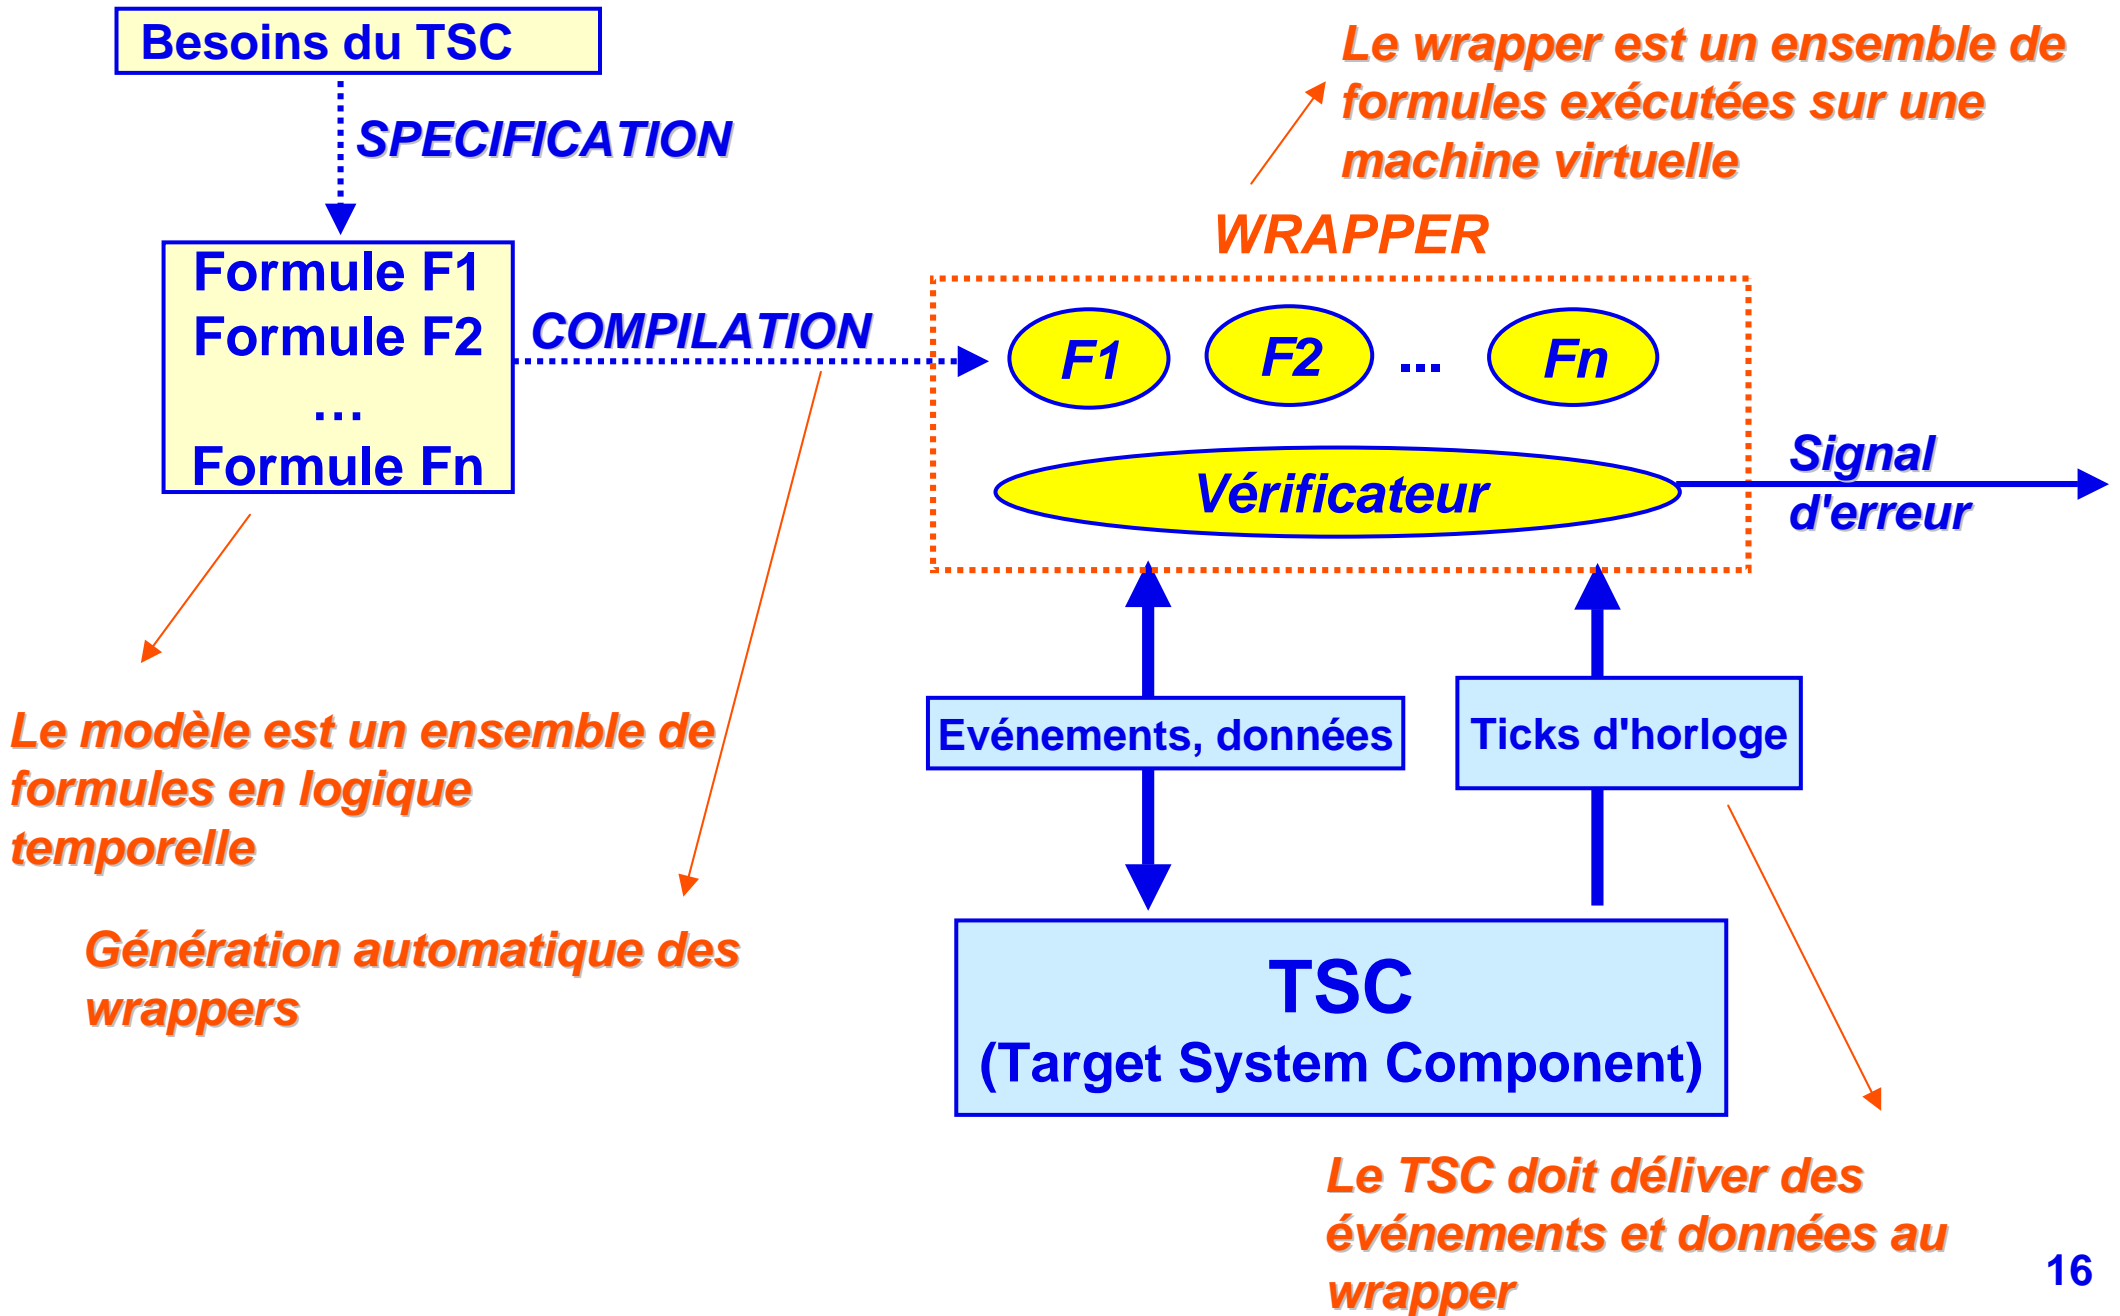 Besoins du TSC
SPECIFICATION
Formule F1
Formule F2
…
Formule Fn
COMPILATION
Le wrapper est un ensemble de
formules exécutées sur une
machine virtuelle
WRAPPER
F1
F2
...
Fn
Vérificateur
Signal
d'erreur
Le modèle est un ensemble de
formules en logique
temporelle
Génération automatique des
wrappers
Evénements, données
Ticks d'horloge
TSC
(Target System Component)
Le TSC doit déliver des
événements et données au
wrapper
16